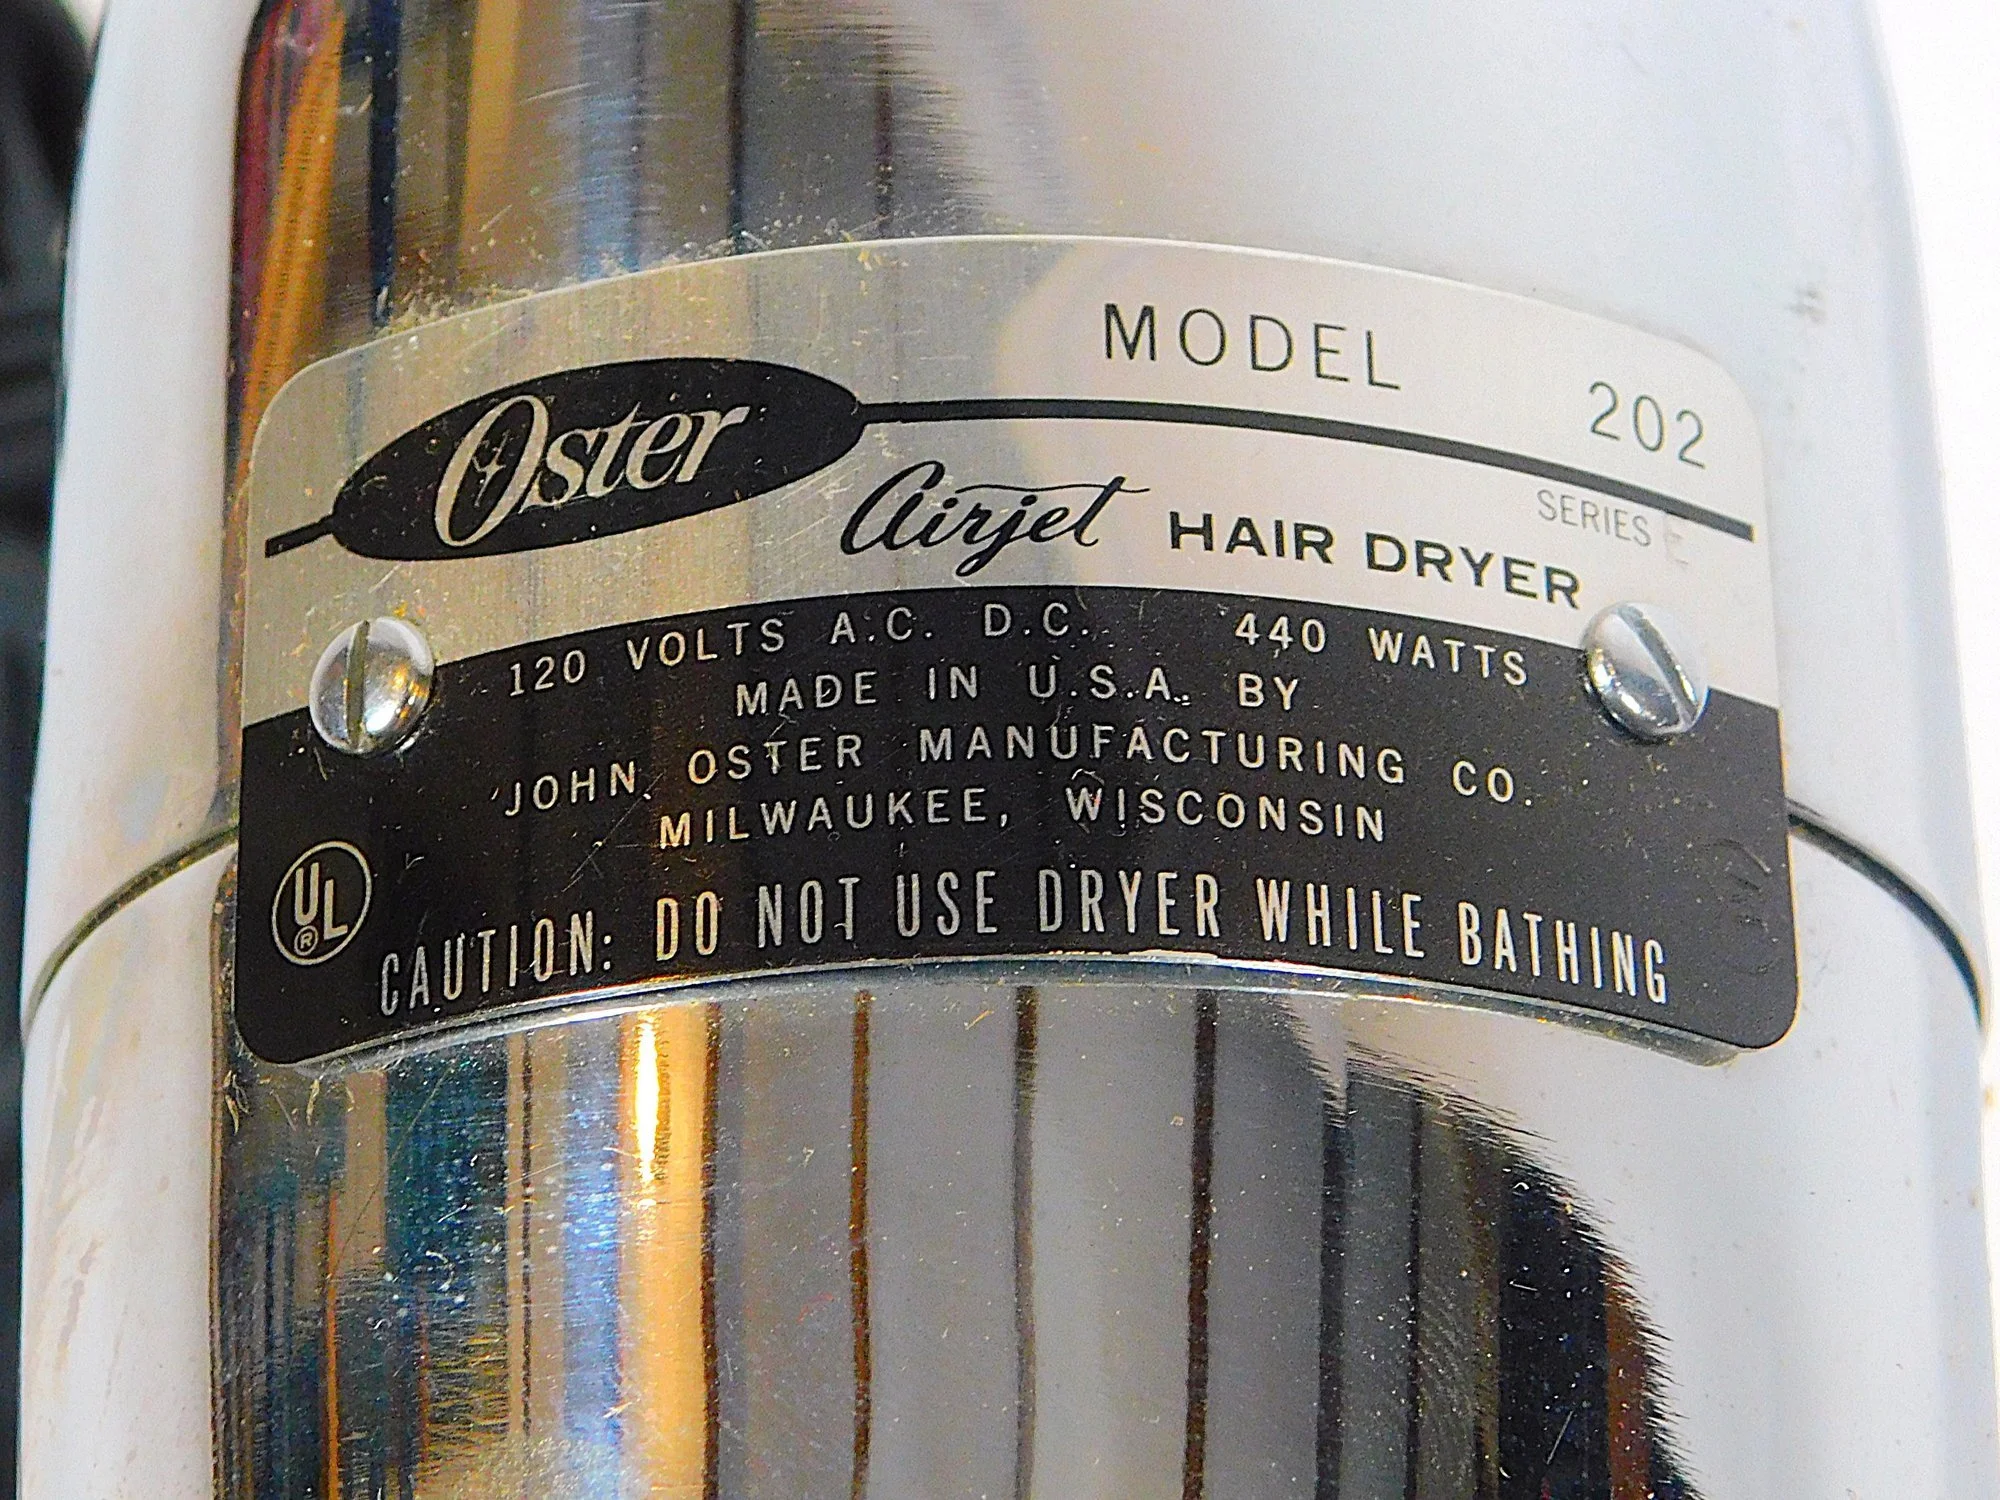 MODEL 202
Oster
SERIES E
Airjet HAIR DRYER
120 VOLTS A.C. D.C. 440 WATTS
MADE IN U.S.A. BY
JOHN OSTER MANUFACTURING CO.
MILWAUKEE, WISCONSIN
UL ®
CAUTION: DO NOT USE DRYER WHILE BATHING